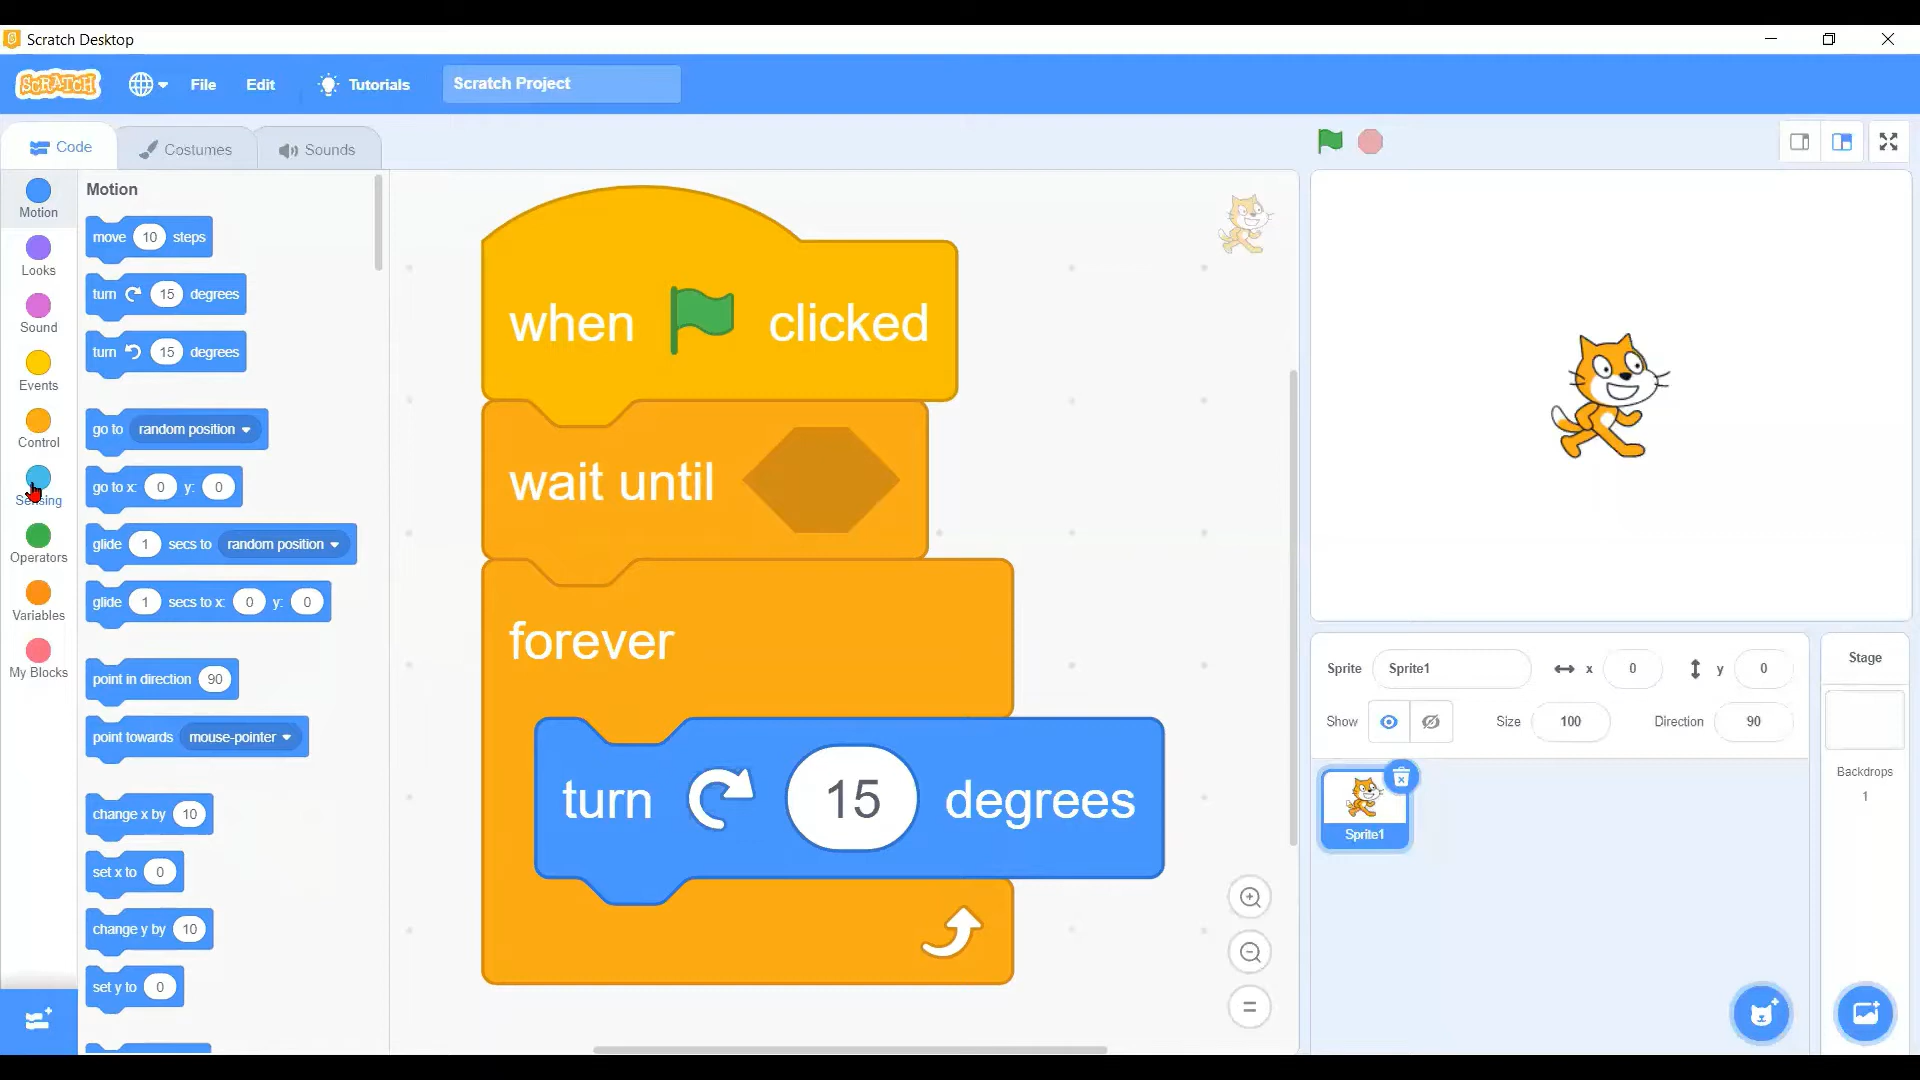 Scratch Desktop
SCRATCH File Edit Tutorials Scratch Project
Code Costumes Sounds
Motion
Looks
Sound
Events
Control
Sensing
Operators
Variables
My Blocks
Motion
move 10 steps
turn 15 degrees
turn 15 degrees
go to random position
go to x: 0 y: 0
glide 1 secs to random position
glide 1 secs to x: 0 y: 0
point in direction 90
point towards mouse-pointer
change x by 10
set x to 0
change y by 10
set y to 0
when clicked
wait until
forever
turn 15 degrees
Sprite Sprite1 x 0 y 0
Show Size 100 Direction 90
Sprite1
Stage
Backdrops
1